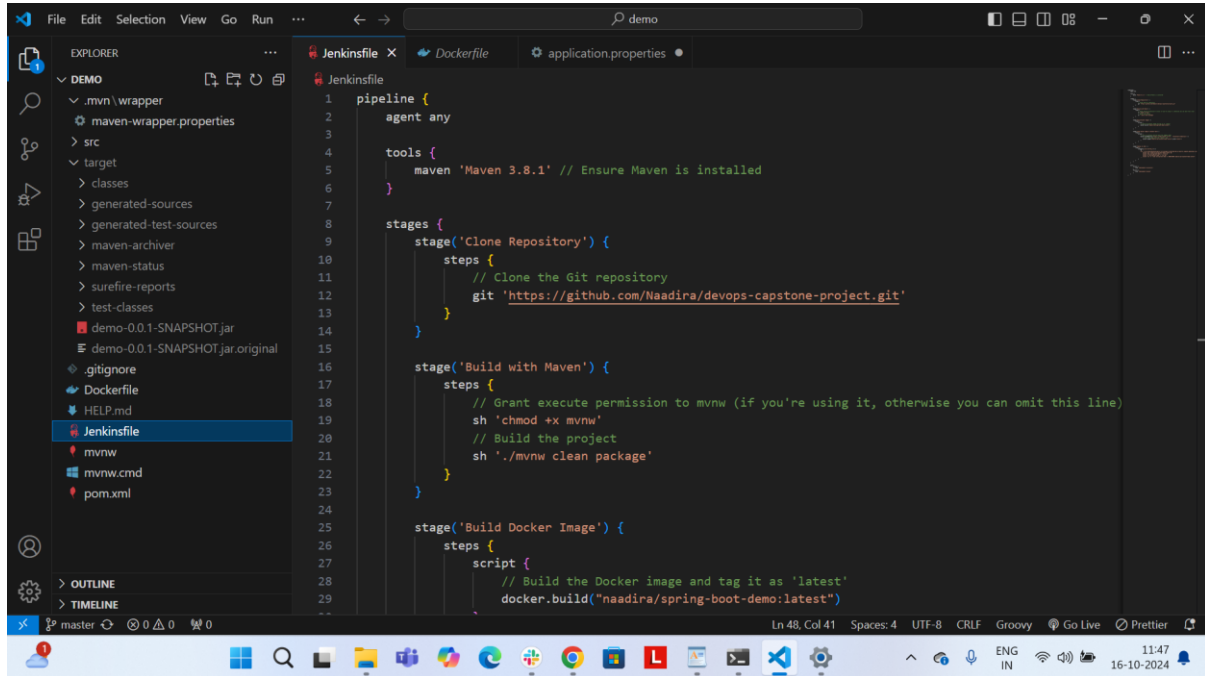 File Edit Selection View Go Run ··· demo
EXPLORER ···
Jenkinsfile Dockerfile application.properties
DEMO
.mvn\wrapper
maven-wrapper.properties
src
target
classes
generated-sources
generated-test-sources
maven-archiver
maven-status
surefire-reports
test-classes
demo-0.0.1-SNAPSHOT.jar
demo-0.0.1-SNAPSHOT.jar.original
.gitignore
Dockerfile
HELP.md
Jenkinsfile
mvnw
mvnw.cmd
pom.xml
OUTLINE
TIMELINE
Jenkinsfile
1 pipeline {
2 agent any
3
4 tools {
5 maven 'Maven 3.8.1' // Ensure Maven is installed
6 }
7
8 stages {
9 stage('Clone Repository') {
10 steps {
11 // Clone the Git repository
12 git 'https://github.com/Naadira/devops-capstone-project.git'
13 }
14 }
15
16 stage('Build with Maven') {
17 steps {
18 // Grant execute permission to mvnw (if you're using it, otherwise you can omit this line)
19 sh 'chmod +x mvnw'
20 // Build the project
21 sh './mvnw clean package'
22 }
23 }
24
25 stage('Build Docker Image') {
26 steps {
27 script {
28 // Build the Docker image and tag it as 'latest'
29 docker.build("naadira/spring-boot-demo:latest")
master 0 0 0 Ln 48, Col 41 Spaces: 4 UTF-8 CRLF Groovy Go Live Prettier
1
ENG
IN
11:47
16-10-2024